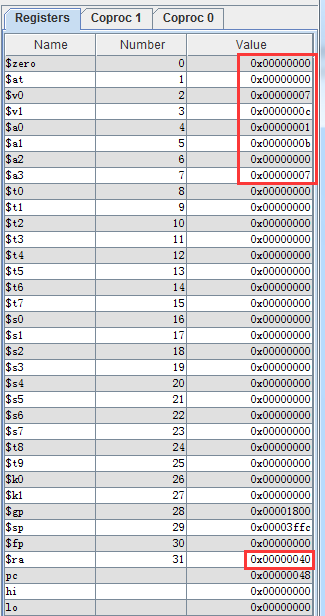 Registers Coproc 1 Coproc 0
Name Number Value
$zero 0 0x00000000
$at 1 0x00000000
$v0 2 0x00000007
$v1 3 0x0000000c
$a0 4 0x00000001
$a1 5 0x0000000b
$a2 6 0x00000000
$a3 7 0x00000007
$t0 8 0x00000000
$t1 9 0x00000000
$t2 10 0x00000000
$t3 11 0x00000000
$t4 12 0x00000000
$t5 13 0x00000000
$t6 14 0x00000000
$t7 15 0x00000000
$s0 16 0x00000000
$s1 17 0x00000000
$s2 18 0x00000000
$s3 19 0x00000000
$s4 20 0x00000000
$s5 21 0x00000000
$s6 22 0x00000000
$s7 23 0x00000000
$t8 24 0x00000000
$t9 25 0x00000000
$k0 26 0x00000000
$k1 27 0x00000000
$gp 28 0x00001800
$sp 29 0x00003ffc
$fp 30 0x00000000
$ra 31 0x00000040
pc 0x00000048
hi 0x00000000
lo 0x00000000